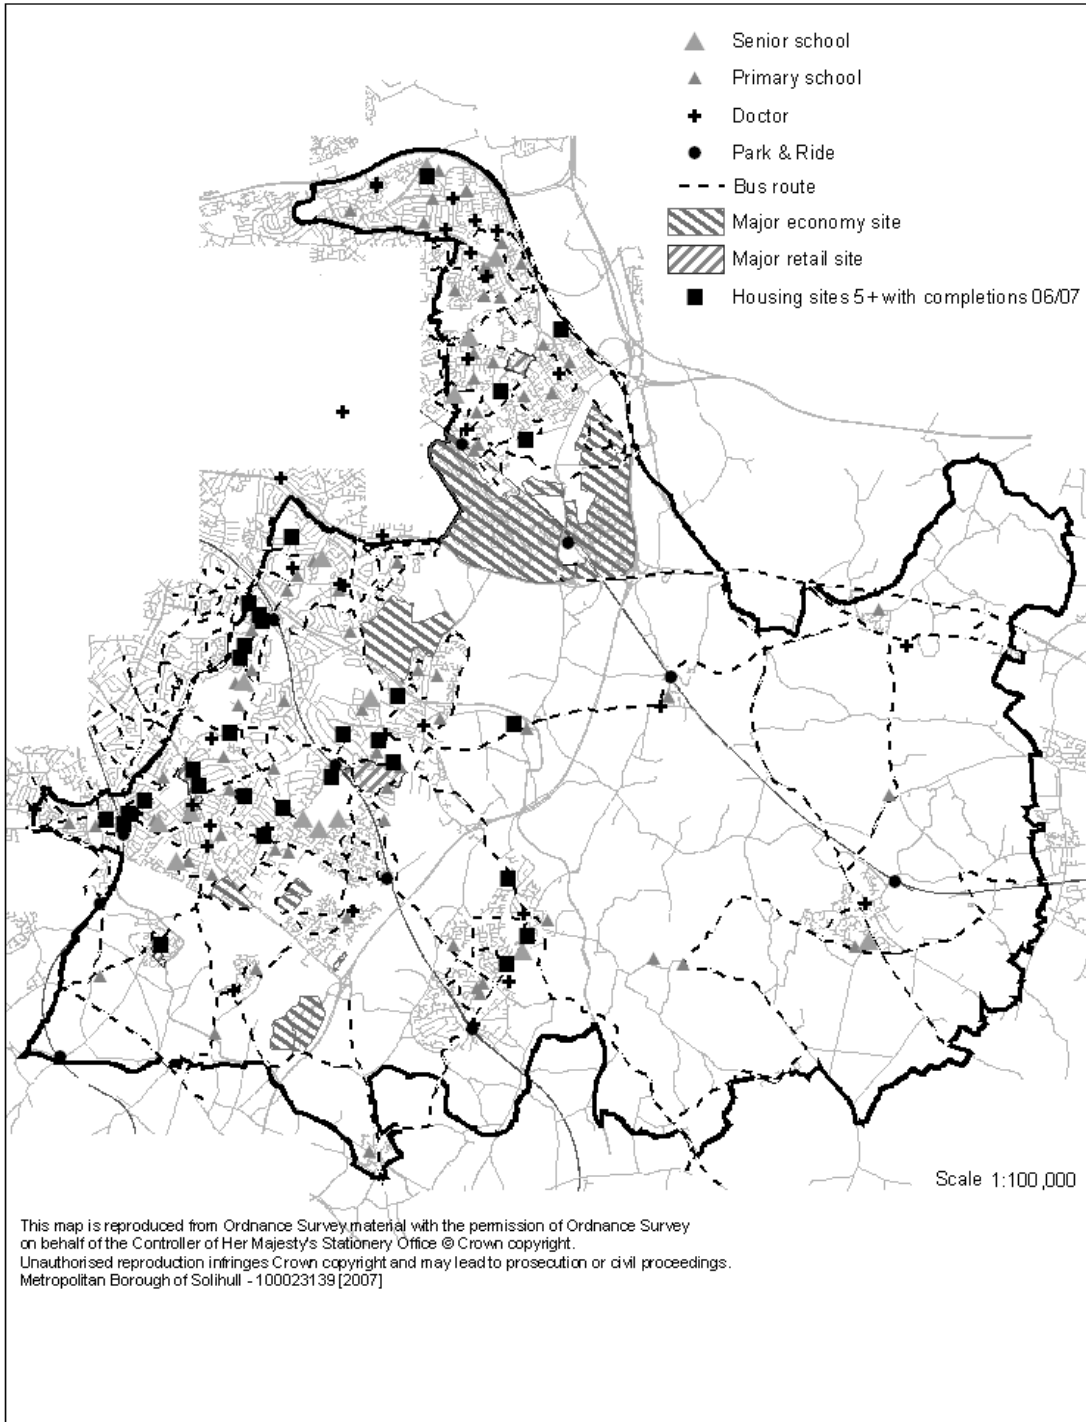 Senior school
Primary school
Doctor
Park & Ride
Bus route
Major economy site
Major retail site
Housing sites 5+ with completions 06/07
Scale 1:100,000
This map is reproduced from Ordnance Survey material with the permission of Ordnance Survey
on behalf of the Controller of Her Majesty's Stationery Office © Crown copyright.
Unauthorised reproduction infringes Crown copyright and may lead to prosecution or civil proceedings.
Metropolitan Borough of Solihull - 100023139 [2007]